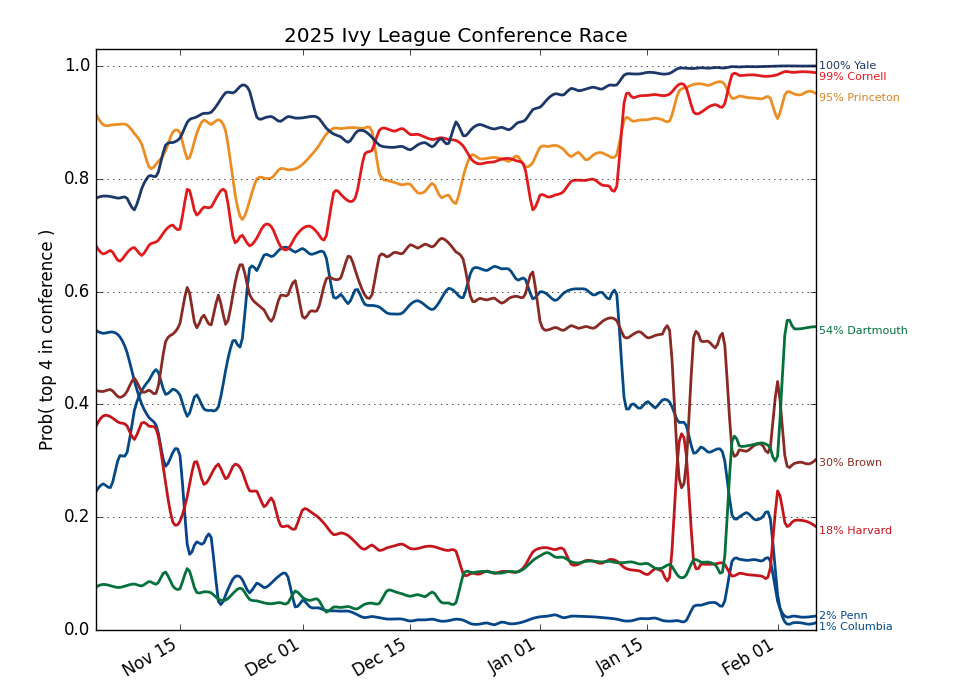 2025 Ivy League Conference Race
Prob( top 4 in conference )
1.0
0.8
0.6
0.4
0.2
0.0
Nov 15
Dec 01
Dec 15
Jan 01
Jan 15
Feb 01
100% Yale
99% Cornell
95% Princeton
54% Dartmouth
30% Brown
18% Harvard
2% Penn
1% Columbia